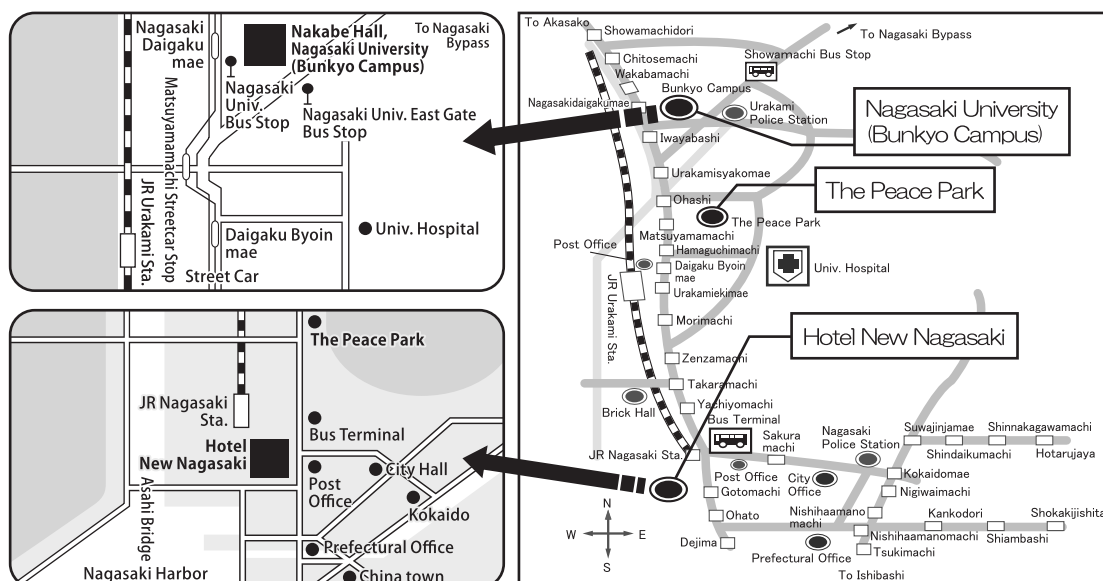 Nagasaki
Daigaku
mae
Nakabe Hall,
Nagasaki University
(Bunkyo Campus)
To Nagasaki
Bypass
Nagasaki
Univ.
Bus Stop
Nagasaki Univ. East Gate
Bus Stop
Matsuyamamachi Streetcar Stop
JR Urakami Sta.
Daigaku Byoin
mae
Univ. Hospital
Street Car
The Peace Park
JR Nagasaki
Sta.
Hotel
New Nagasaki
Bus Terminal
City Hall
Post
Office
Kokaido
Asahi Bridge
Prefectural Office
Nagasaki Harbor
China town
To Akasako
Showamachidori
To Nagasaki Bypass
Chitosemachi
Showamachi Bus Stop
Wakabamachi
Bunkyo Campus
Nagasakidaigakumae
Urakami
Police Station
Nagasaki University
(Bunkyo Campus)
Iwayabashi
Urakamisyakomae
The Peace Park
Ohashi
The Peace Park
Matsuyamamachi
Post Office
Hamaguchimachi
Daigaku Byoin
mae
Univ. Hospital
Urakamiekimae
JR Urakami Sta.
Morimachi
Hotel New Nagasaki
Zenzamachi
Takaramachi
Brick Hall
Yachiyomachi
Bus Terminal
Sakura
machi
Nagasaki
Police Station
Suwajinjamae
Shinnakagawamachi
Shindaikumachi
Hotarujaya
JR Nagasaki Sta.
Post Office
City
Office
Kokaidomae
Gotomachi
Nigiwaimachi
N
W
E
S
Ohato
Nishihaamano
machi
Kankodori
Shokakijishita
Dejima
Nishihaamanomachi
Shiambashi
Prefectural Office
Tsukimachi
To Ishibashi